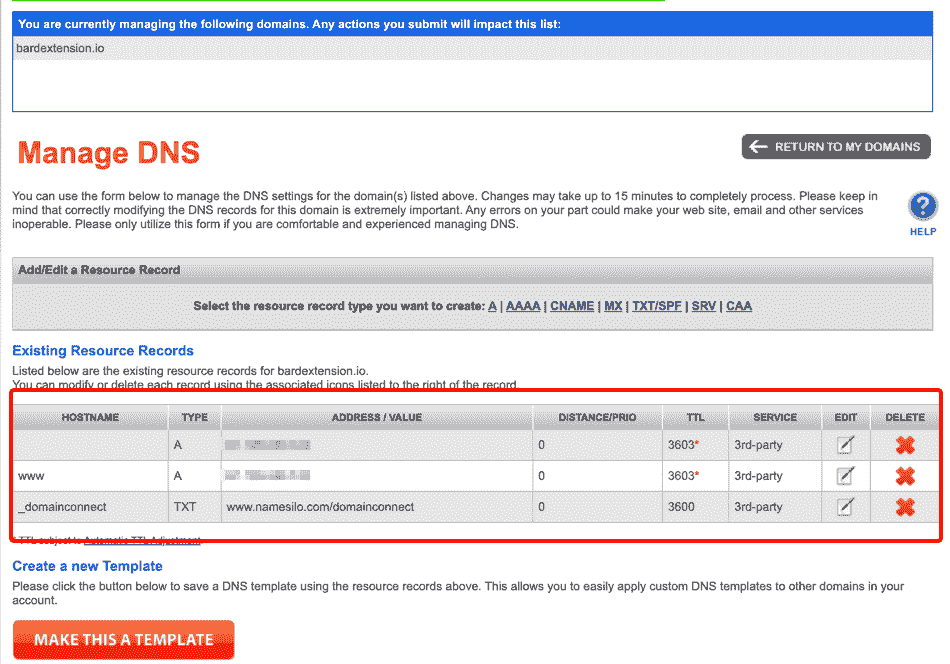 You are currently managing the following domains. Any actions you submit will impact this list:
bardextension.io
Manage DNS
RETURN TO MY DOMAINS
You can use the form below to manage the DNS settings for the domain(s) listed above. Changes may take up to 15 minutes to completely process. Please keep in
mind that correctly modifying the DNS records for this domain is extremely important. Any errors on your part could make your web site, email and other services
inoperable. Please only utilize this form if you are comfortable and experienced managing DNS.
HELP
Add/Edit a Resource Record
Select the resource record type you want to create: A | AAAA | CNAME | MX | TXT/SPF | SRV | CAA
Existing Resource Records
Listed below are the existing resource records for bardextension.io.
You can modify or delete each record using the associated icons listed to the right of the record.
HOSTNAME TYPE ADDRESS / VALUE DISTANCE/PRIO TTL SERVICE EDIT DELETE
A 0 3603* 3rd-party
www A 0 3603* 3rd-party
_domainconnect TXT www.namesilo.com/domainconnect 0 3600 3rd-party
* TTL subject to Automatic TTL Adjustment
Create a new Template
Please click the button below to save a DNS template using the resource records above. This allows you to easily apply custom DNS templates to other domains in your
account.
MAKE THIS A TEMPLATE